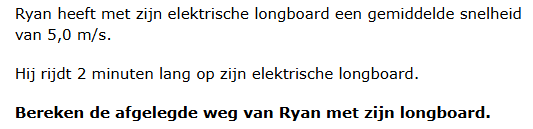 Ryan heeft met zijn elektrische longboard een gemiddelde snelheid
van 5,0 m/s.
Hij rijdt 2 minuten lang op zijn elektrische longboard.
Bereken de afgelegde weg van Ryan met zijn longboard.